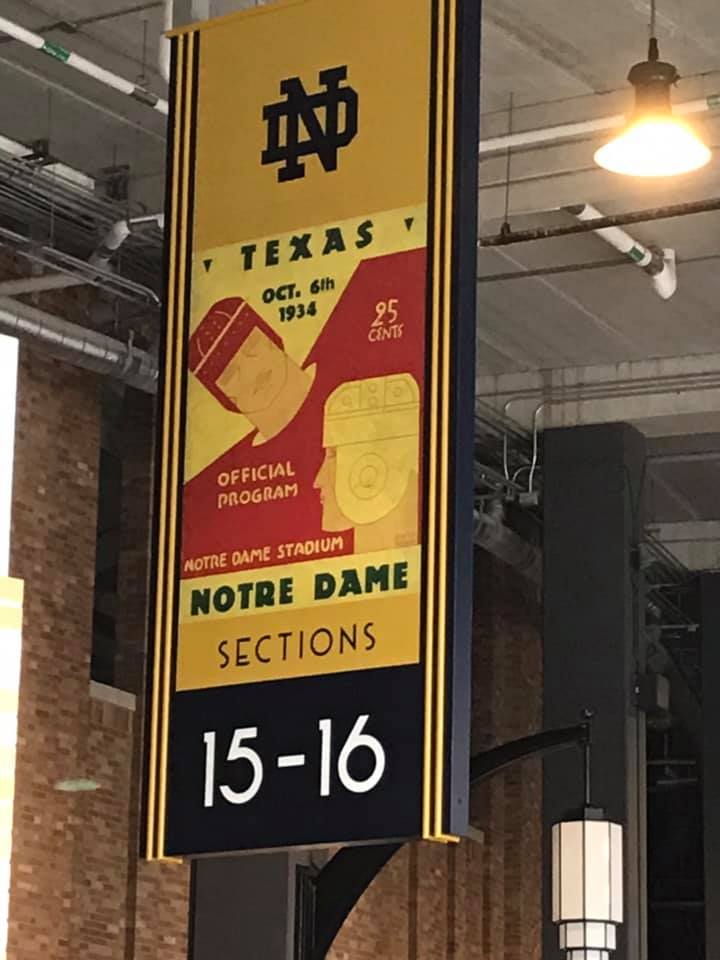 ND
TEXAS
OCT. 6th
1934
25
CENTS
OFFICIAL
PROGRAM
NOTRE DAME STADIUM
NOTRE DAME
SECTIONS
15-16